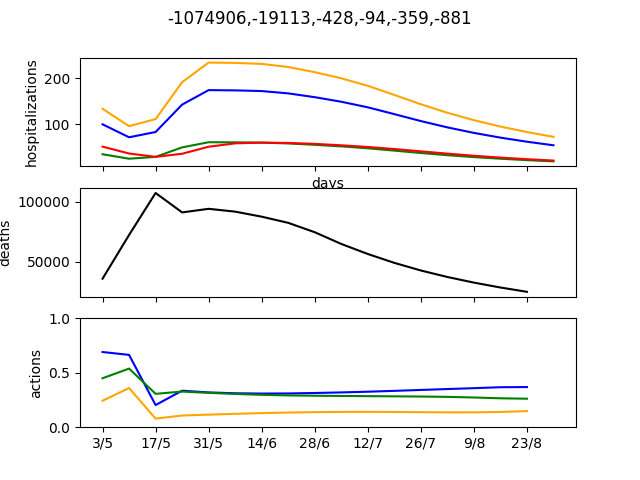 -1074906,-19113,-428,-94,-359,-881
hospitalizations
200
100
days
deaths
100000
50000
actions
1.0
0.5
0.0
3/5 17/5 31/5 14/6 28/6 12/7 26/7 9/8 23/8